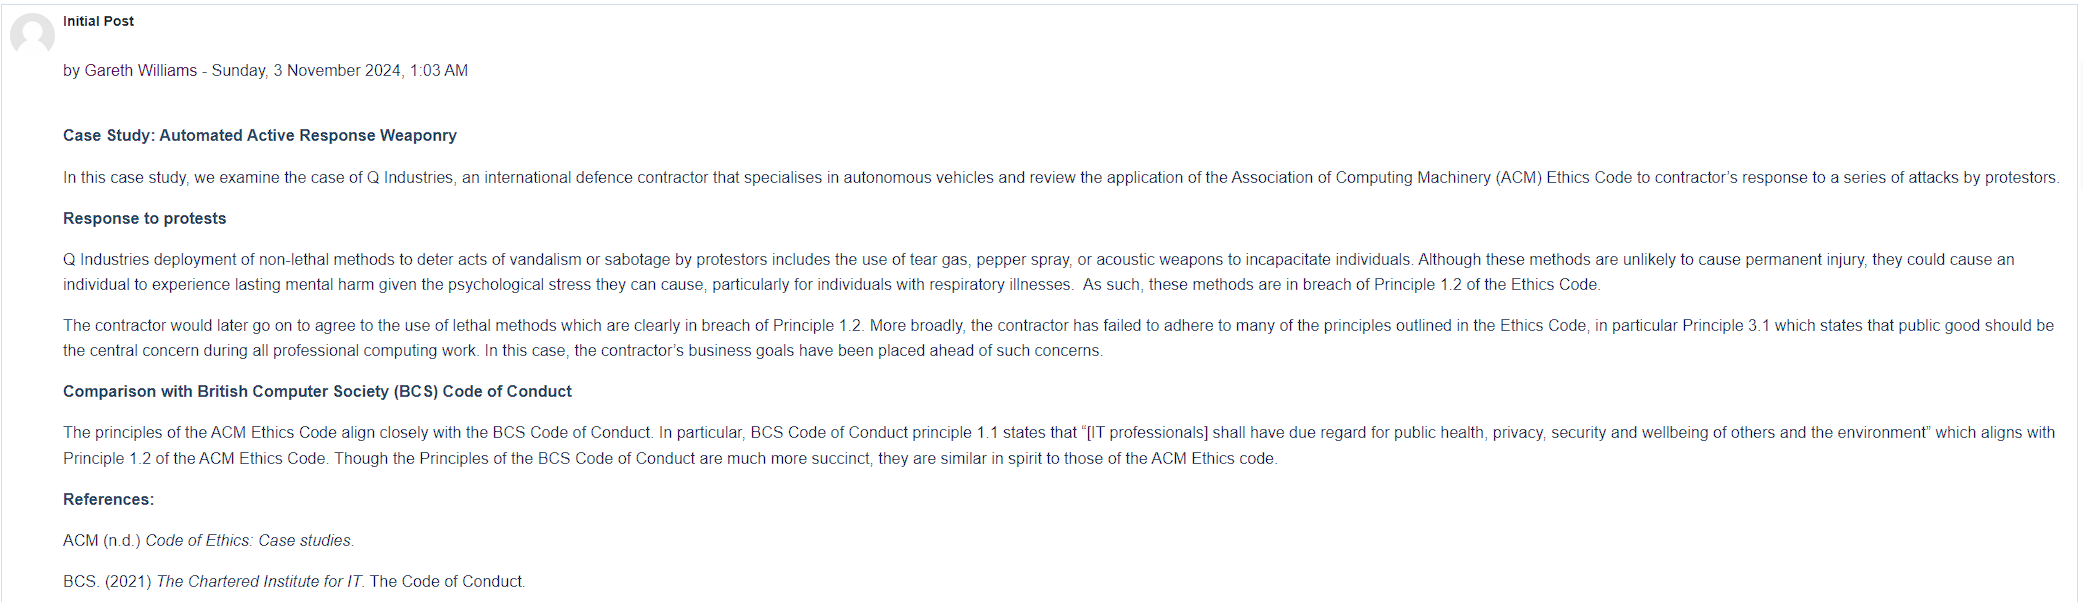 Initial Post
by Gareth Williams - Sunday, 3 November 2024, 1:03 AM
Case Study: Automated Active Response Weaponry
In this case study, we examine the case of Q Industries, an international defence contractor that specialises in autonomous vehicles and review the application of the Association of Computing Machinery (ACM) Ethics Code to contractor's response to a series of attacks by protestors.
Response to protests
Q Industries deployment of non-lethal methods to deter acts of vandalism or sabotage by protestors includes the use of tear gas, pepper spray, or acoustic weapons to incapacitate individuals. Although these methods are unlikely to cause permanent injury, they could cause an
individual to experience lasting mental harm given the psychological stress they can cause, particularly for individuals with respiratory illnesses.  As such, these methods are in breach of Principle 1.2 of the Ethics Code.
The contractor would later go on to agree to the use of lethal methods which are clearly in breach of Principle 1.2. More broadly, the contractor has failed to adhere to many of the principles outlined in the Ethics Code, in particular Principle 3.1 which states that public good should be
the central concern during all professional computing work. In this case, the contractor's business goals have been placed ahead of such concerns.
Comparison with British Computer Society (BCS) Code of Conduct
The principles of the ACM Ethics Code align closely with the BCS Code of Conduct. In particular, BCS Code of Conduct principle 1.1 states that “[IT professionals] shall have due regard for public health, privacy, security and wellbeing of others and the environment” which aligns with
Principle 1.2 of the ACM Ethics Code. Though the Principles of the BCS Code of Conduct are much more succinct, they are similar in spirit to those of the ACM Ethics code.
References:
ACM (n.d.) Code of Ethics: Case studies.
BCS. (2021) The Chartered Institute for IT. The Code of Conduct.